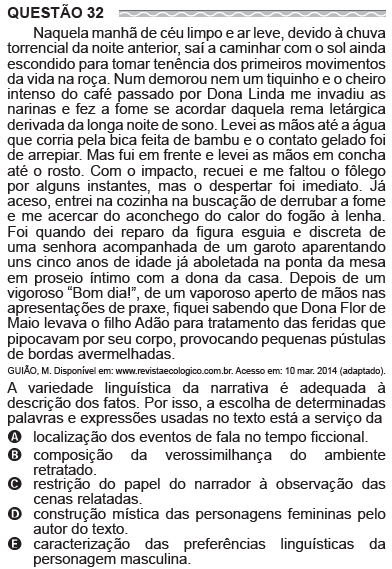 QUESTÃO 32
Naquela manhã de céu limpo e ar leve, devido à chuva
torrencial da noite anterior, saí a caminhar com o sol ainda
escondido para tomar tenência dos primeiros movimentos
da vida na roça. Num demorou nem um tiquinho e o cheiro
intenso do café passado por Dona Linda me invadiu as
narinas e fez a fome se acordar daquela rema letárgica
derivada da longa noite de sono. Levei as mãos até a água
que corria pela bica feita de bambu e o contato gelado foi
de arrepiar. Mas fui em frente e levei as mãos em concha
até o rosto. Com o impacto, recuei e me faltou o fôlego
por alguns instantes, mas o despertar foi imediato. Já
aceso, entrei na cozinha na buscação de derrubar a fome
e me acercar do aconchego do calor do fogão à lenha.
Foi quando dei reparo da figura esguia e discreta de
uma senhora acompanhada de um garoto aparentando
uns cinco anos de idade já aboletada na ponta da mesa
em proseio íntimo com a dona da casa. Depois de um
vigoroso “Bom dia!”, de um vaporoso aperto de mãos nas
apresentações de praxe, fiquei sabendo que Dona Flor de
Maio levava o filho Adão para tratamento das feridas que
pipocavam por seu corpo, provocando pequenas pústulas
de bordas avermelhadas.
GUIÃO, M. Disponível em: www.revistaecologico.com.br. Acesso em: 10 mar. 2014 (adaptado).
A variedade linguística da narrativa é adequada à
descrição dos fatos. Por isso, a escolha de determinadas
palavras e expressões usadas no texto está a serviço da
A localização dos eventos de fala no tempo ficcional.
B composição da verossimilhança do ambiente
retratado.
C restrição do papel do narrador à observação das
cenas relatadas.
D construção mística das personagens femininas pelo
autor do texto.
E caracterização das preferências linguísticas da
personagem masculina.